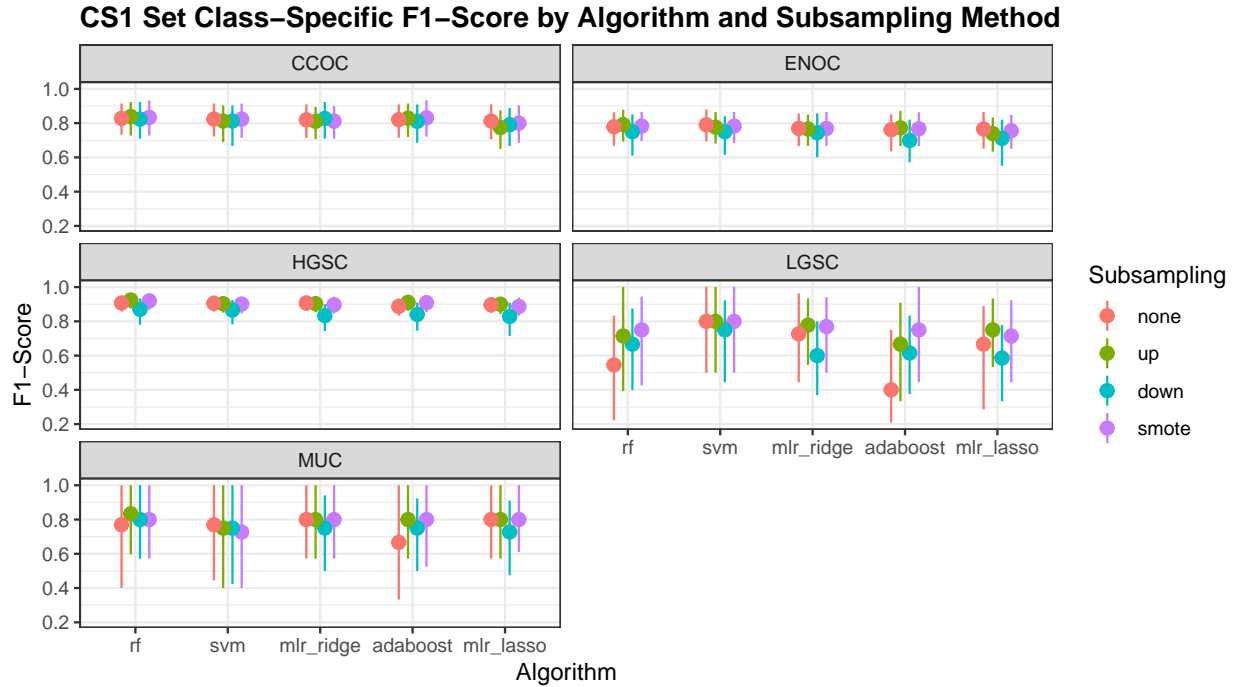 CS1 Set Class−Specific F1−Score by Algorithm and Subsampling Method
CCOC
ENOC
1.0
0.8
0.6
0.4
0.2
HGSC
LGSC
1.0
0.8
0.6
0.4
0.2
rf svm mlr_ridge adaboost mlr_lasso
MUC
1.0
0.8
0.6
0.4
0.2
rf svm mlr_ridge adaboost mlr_lasso
Algorithm
F1−Score
Subsampling
none
up
down
smote